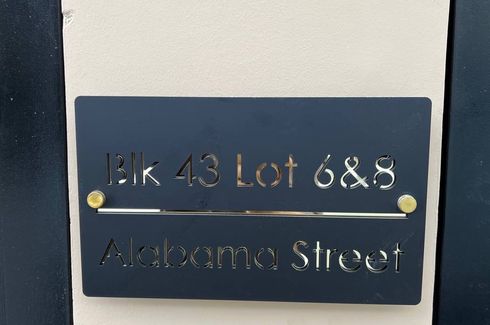 Blk 43 Lot 6&8
Alabama Street